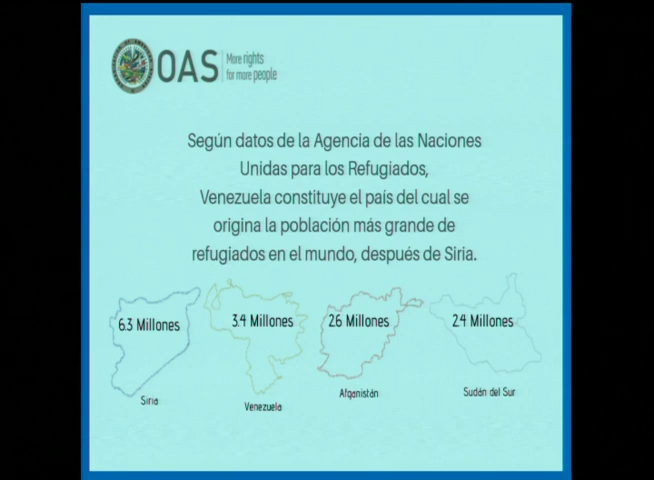 OAS
More rights
for more people
Según datos de la Agencia de las Naciones
Unidas para los Refugiados,
Venezuela constituye el país del cual se
origina la población más grande de
refugiados en el mundo, después de Siria.
6.3 Millones
3.4 Millones
2.6 Millones
2.4 Millones
Siria
Venezuela
Afganistán
Sudán del Sur